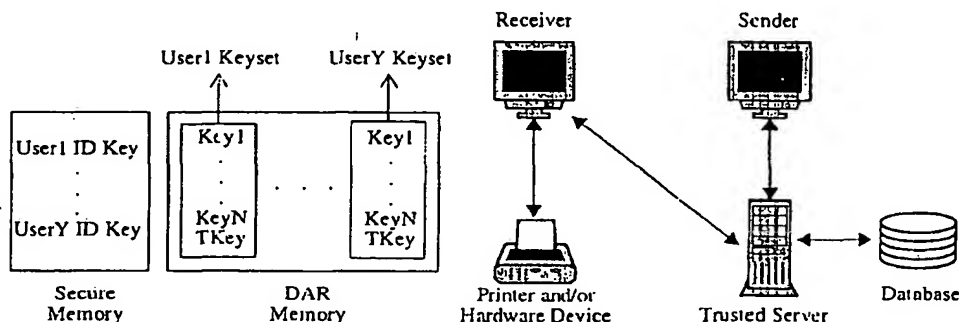 Receiver
Sender
User1 Keyset
UserY Keyset
User1 ID Key
UserY ID Key
Key1
KeyN
TKey
Key1
KeyN
TKey
Secure
Memory
DAR
Memory
Printer and/or
Hardware Device
Trusted Server
Database